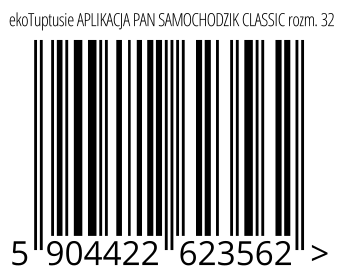 ekoTuptusie APLIKACJA PAN SAMOCHODZIK CLASSIC rozm. 32
5 904422 623562 >